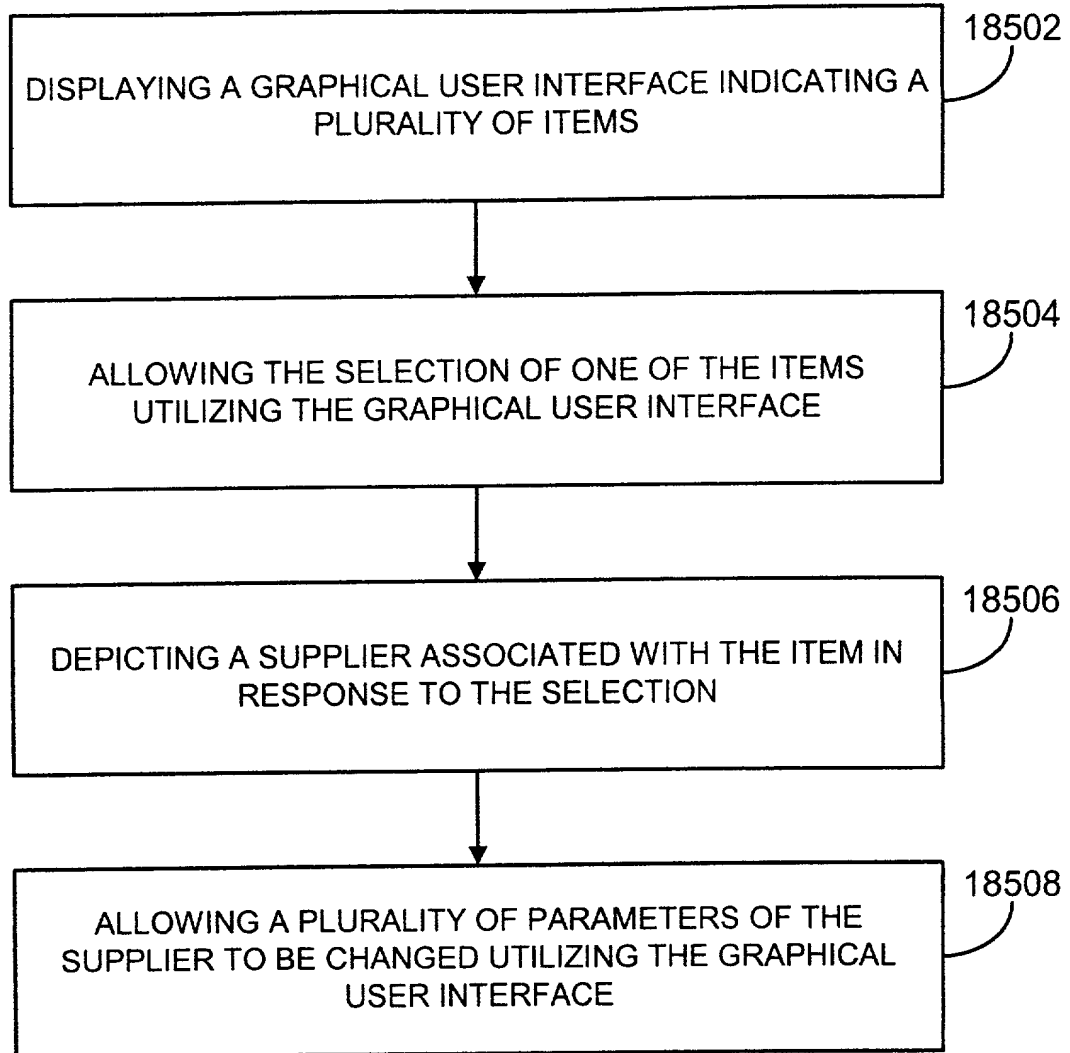 18502
DISPLAYING A GRAPHICAL USER INTERFACE INDICATING A
PLURALITY OF ITEMS
18504
ALLOWING THE SELECTION OF ONE OF THE ITEMS
UTILIZING THE GRAPHICAL USER INTERFACE
18506
DEPICTING A SUPPLIER ASSOCIATED WITH THE ITEM IN
RESPONSE TO THE SELECTION
18508
ALLOWING A PLURALITY OF PARAMETERS OF THE
SUPPLIER TO BE CHANGED UTILIZING THE GRAPHICAL
USER INTERFACE